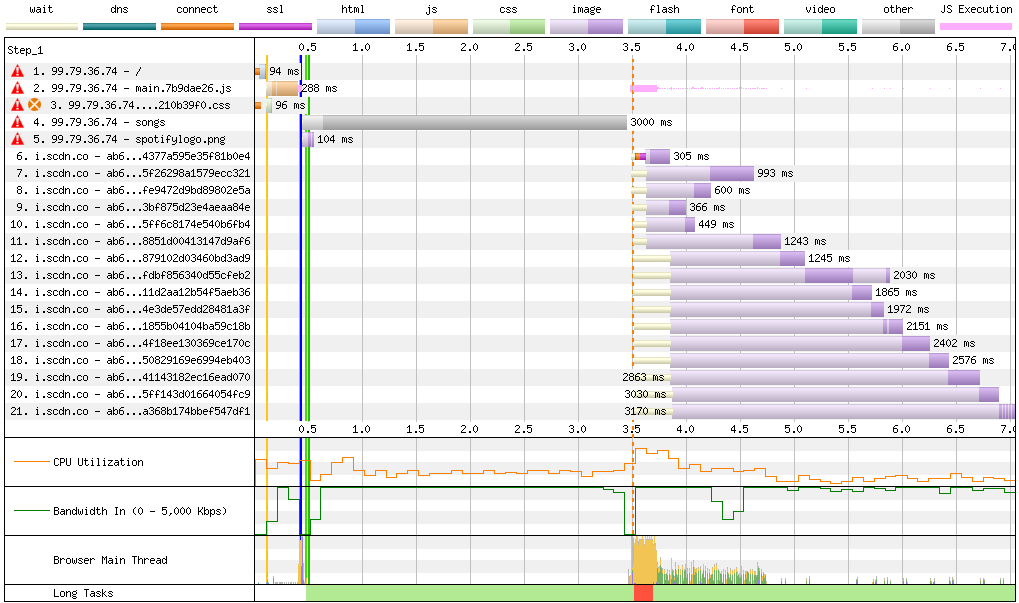 wait dns connect ssl html js css image flash font video other JS Execution
Step_1 0.5 1.0 1.5 2.0 2.5 3.0 3.5 4.0 4.5 5.0 5.5 6.0 6.5 7.0
1. 99.79.36.74 - / 94 ms
2. 99.79.36.74 - main.7b9dae26.js 288 ms
3. 99.79.36.74....210b39f0.css 96 ms
4. 99.79.36.74 - songs 3000 ms
5. 99.79.36.74 - spotifylogo.png 104 ms
6. i.scdn.co - ab6...4377a595e35f81b0e4 305 ms
7. i.scdn.co - ab6...5f26298a1579ecc321 993 ms
8. i.scdn.co - ab6...fe9472d9bd89802e5a 600 ms
9. i.scdn.co - ab6...3bf875d23e4aeaa84e 366 ms
10. i.scdn.co - ab6...5ff6c8174e540b6fb4 449 ms
11. i.scdn.co - ab6...8851d00413147d9af6 1243 ms
12. i.scdn.co - ab6...879102d03460bd3ad9 1245 ms
13. i.scdn.co - ab6...fdbf856340d55cfeb2 2030 ms
14. i.scdn.co - ab6...11d2aa12b54f5aeb36 1865 ms
15. i.scdn.co - ab6...4e3de57edd28481a3f 1972 ms
16. i.scdn.co - ab6...1855b04104ba59c18b 2151 ms
17. i.scdn.co - ab6...4f18ee130369ce170c 2402 ms
18. i.scdn.co - ab6...50829169e6994eb403 2576 ms
19. i.scdn.co - ab6...41143182ec16ead070 2863 ms
20. i.scdn.co - ab6...5ff143d01664054fc9 3030 ms
21. i.scdn.co - ab6...a368b174bbef547df1 3170 ms
0.5 1.0 1.5 2.0 2.5 3.0 3.5 4.0 4.5 5.0 5.5 6.0 6.5 7.0
CPU Utilization
Bandwidth In (0 - 5,000 Kbps)
Browser Main Thread
Long Tasks